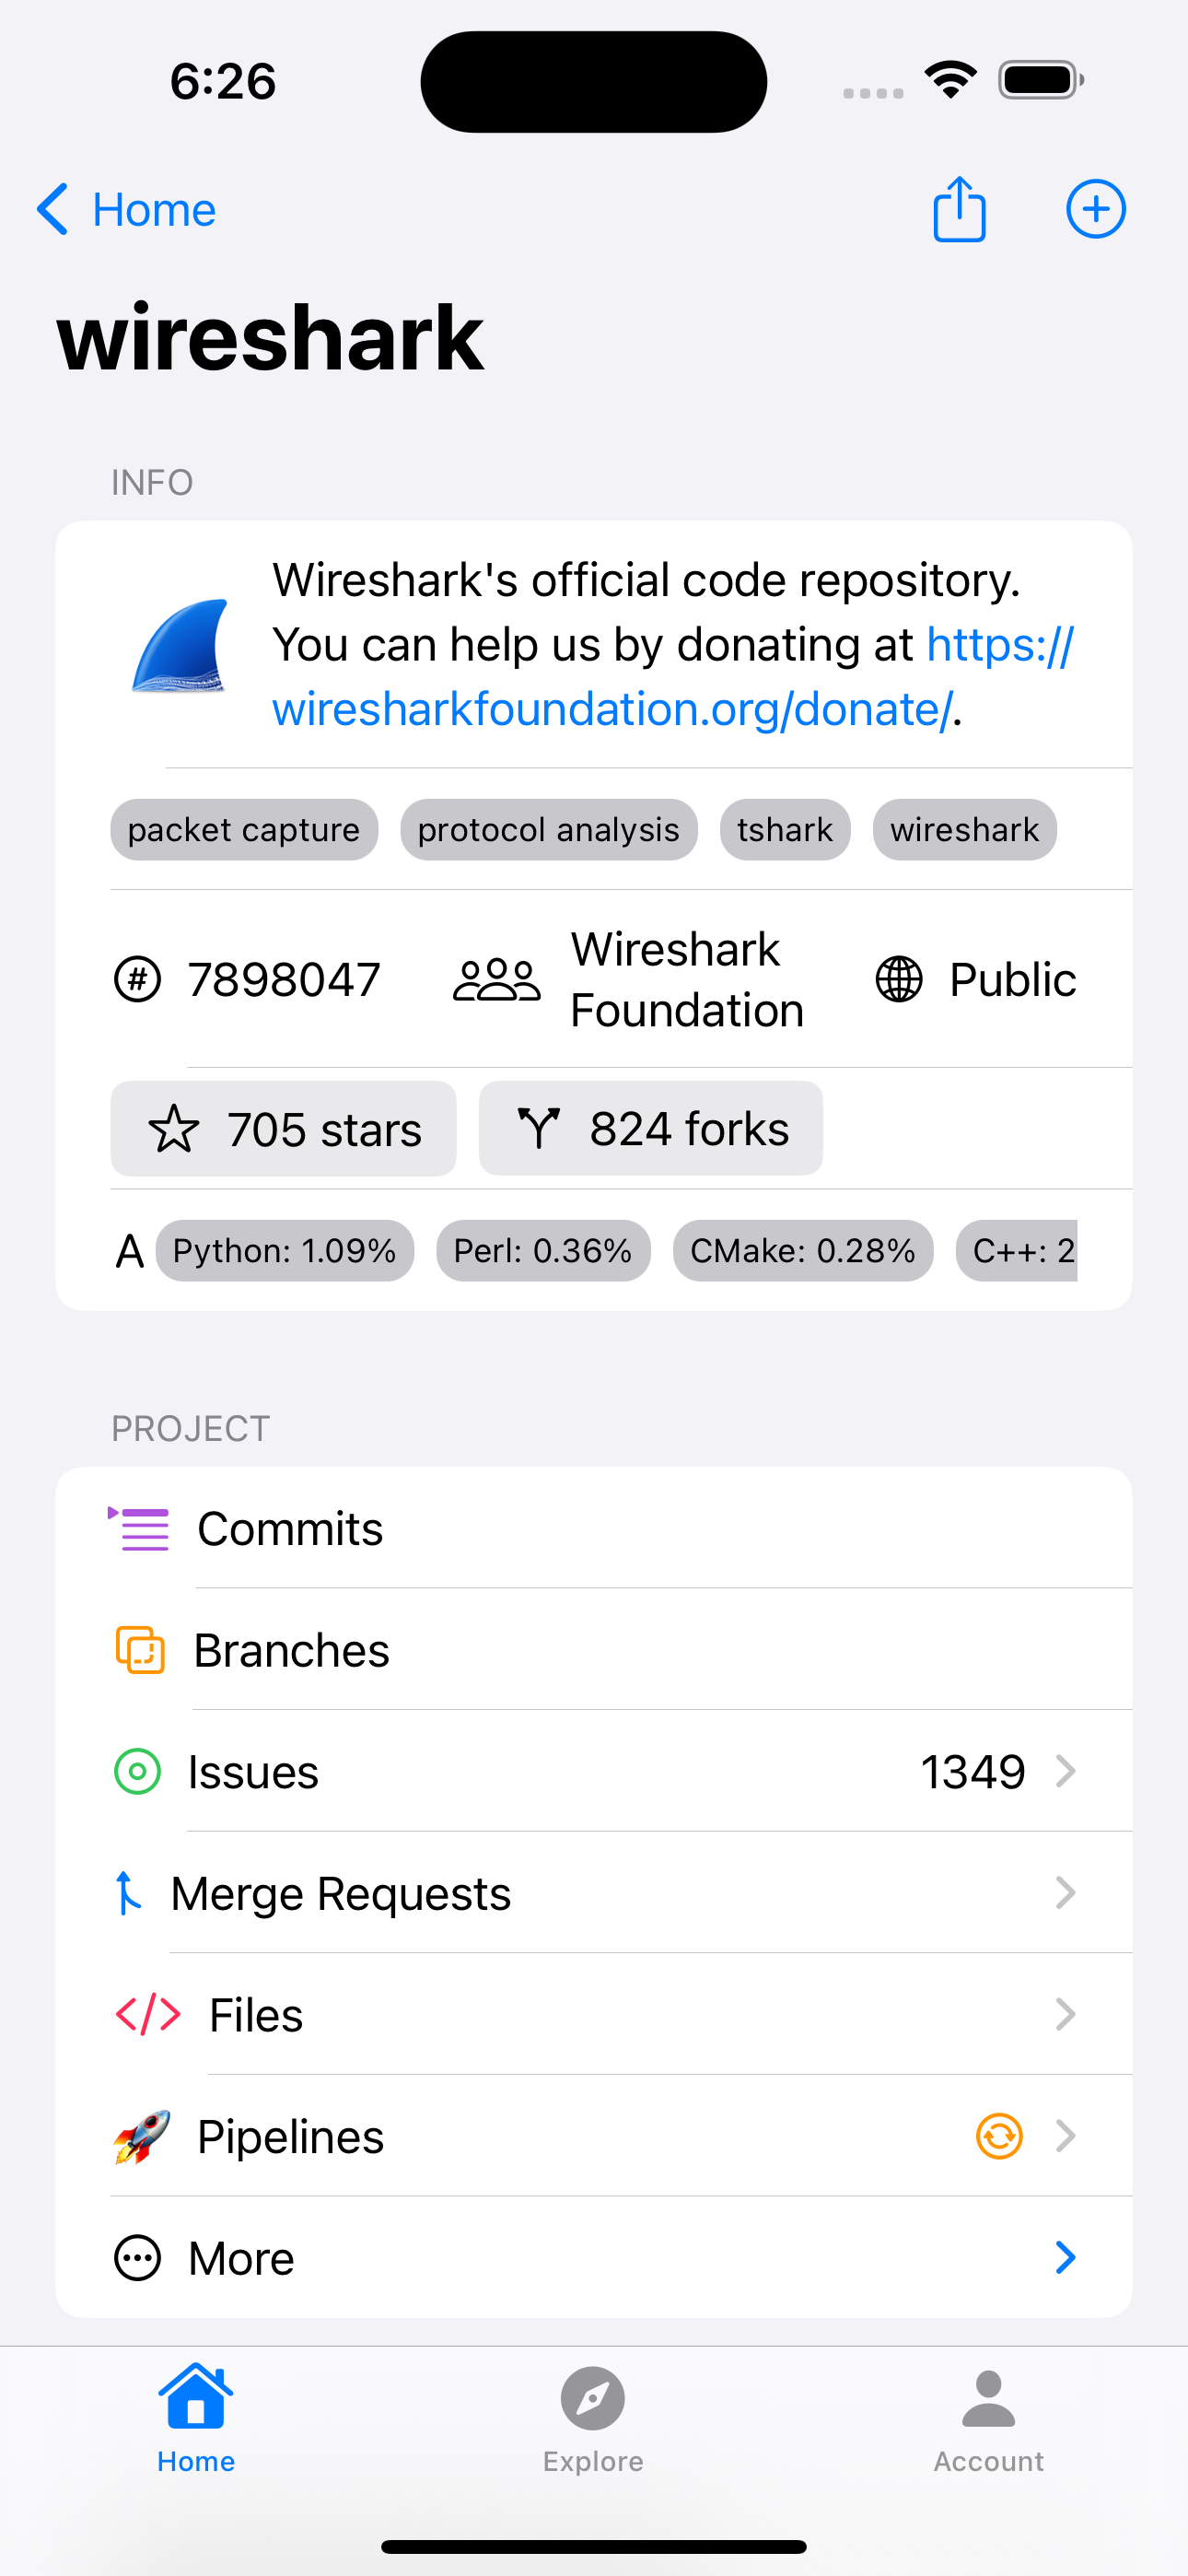 6:26
Home
wireshark
INFO
Wireshark's official code repository.
You can help us by donating at https://
wiresharkfoundation.org/donate/.
packet capture protocol analysis tshark wireshark
# 7898047 Wireshark Foundation Public
705 stars 824 forks
A Python: 1.09% Perl: 0.36% CMake: 0.28% C++: 2
PROJECT
Commits
Branches
Issues 1349
Merge Requests
</> Files
Pipelines
More
Home Explore Account